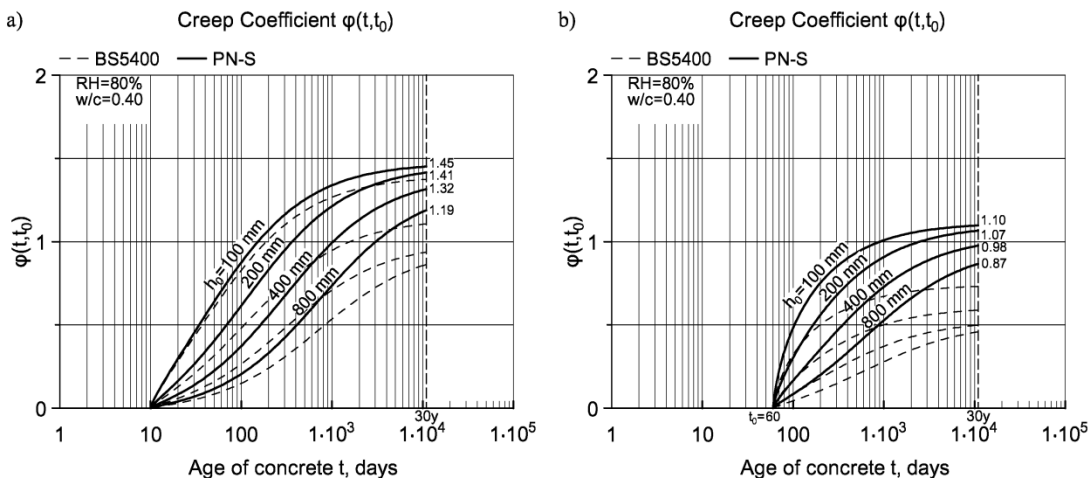 a)
Creep Coefficient φ(t,t₀)
BS5400 PN-S
RH=80%
w/c=0.40
2
1
0
φ(t,t₀)
1.45
1.41
1.32
1.19
h₀=100 mm
200 mm
400 mm
800 mm
30y
1 10 100 1·10³ 1·10⁴ 1·10⁵
Age of concrete t, days
b)
Creep Coefficient φ(t,t₀)
BS5400 PN-S
RH=80%
w/c=0.40
2
1
0
φ(t,t₀)
1.10
1.07
0.98
0.87
h₀=100 mm
200 mm
400 mm
800 mm
t₀=60 30y
1 10 100 1·10³ 1·10⁴ 1·10⁵
Age of concrete t, days